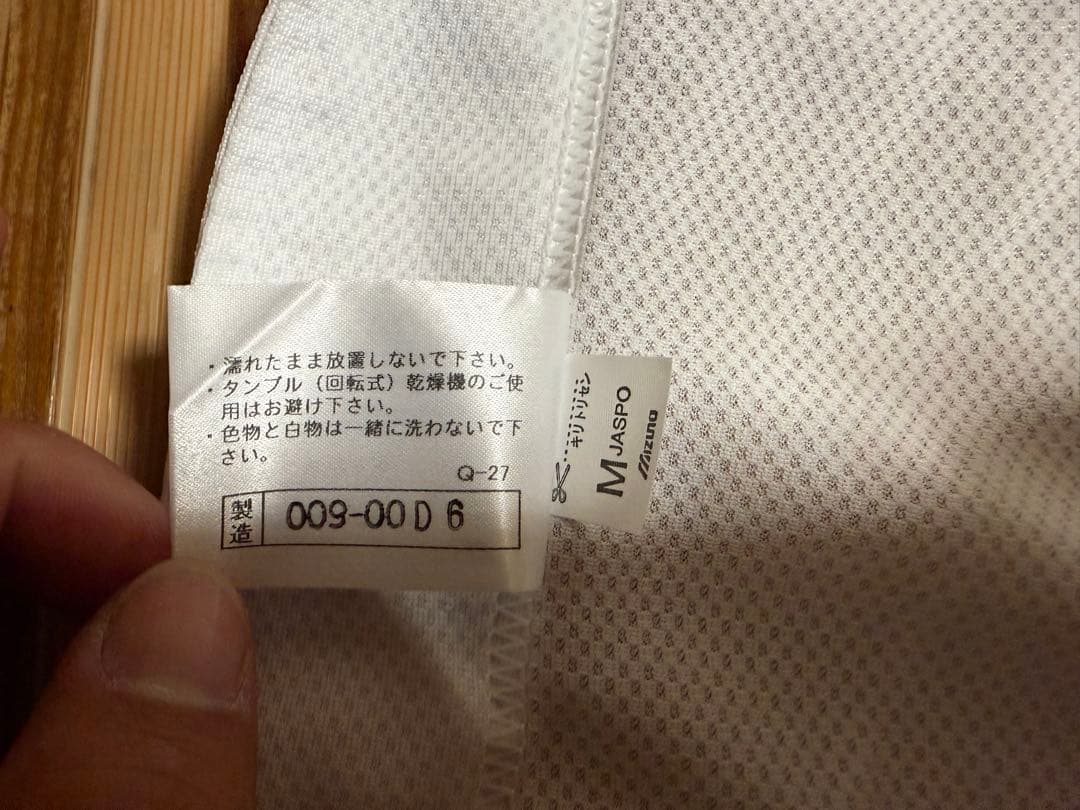 ・濡れたまま放置しないで下さい。
・タンブル（回転式）乾燥機のご使
用はお避け下さい。
・色物と白物は一緒に洗わないで下
さい。
Q-27
製造
009-00D 6
キリトリセン
M JASPO
Mizuno